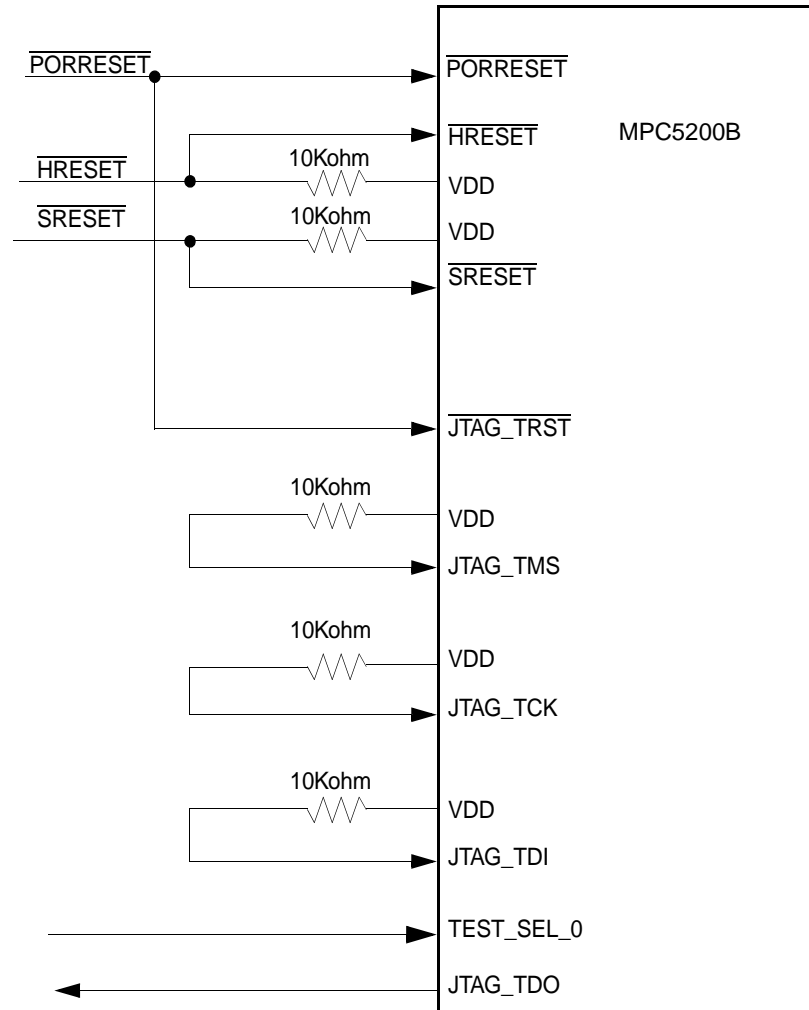 PORRESET
PORRESET
HRESET
MPC5200B
10Kohm
HRESET
VDD
10Kohm
SRESET
VDD
SRESET
JTAG_TRST
10Kohm
VDD
JTAG_TMS
10Kohm
VDD
JTAG_TCK
10Kohm
VDD
JTAG_TDI
TEST_SEL_0
JTAG_TDO